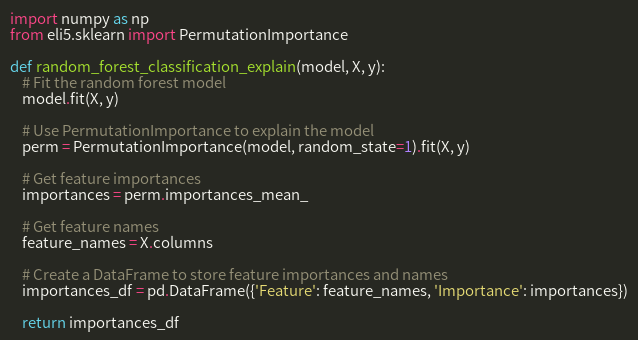 import numpy as np
from eli5.sklearn import PermutationImportance
def random_forest_classification_explain(model, X, y):
# Fit the random forest model
model.fit(X, y)
# Use PermutationImportance to explain the model
perm = PermutationImportance(model, random_state=1).fit(X, y)
# Get feature importances
importances = perm.importances_mean_
# Get feature names
feature_names = X.columns
# Create a DataFrame to store feature importances and names
importances_df = pd.DataFrame({'Feature': feature_names, 'Importance': importances})
return importances_df